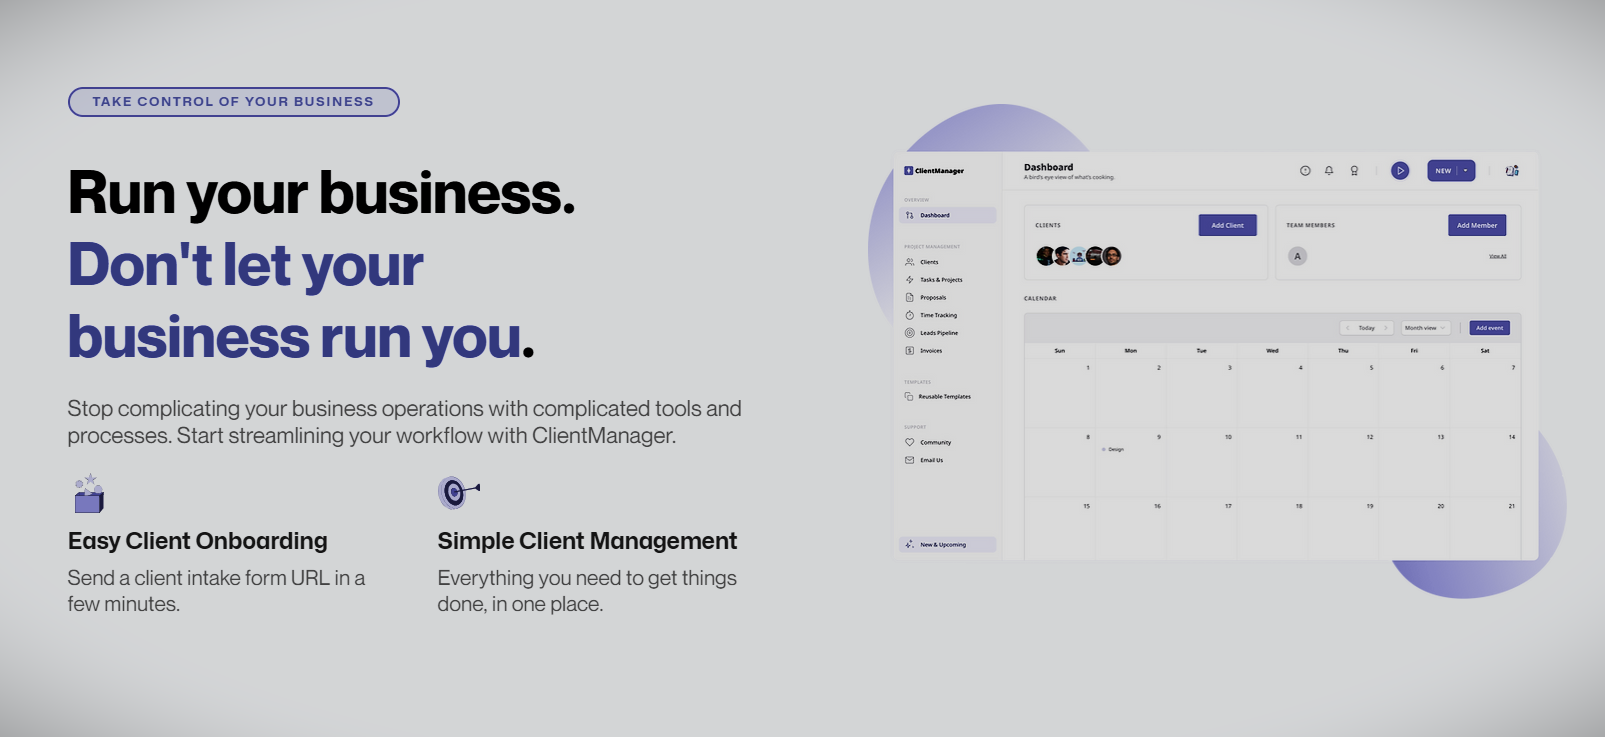 TAKE CONTROL OF YOUR BUSINESS
Run your business.
Don't let your
business run you.
Stop complicating your business operations with complicated tools and
processes. Start streamlining your workflow with ClientManager.
Easy Client Onboarding
Send a client intake form URL in a
few minutes.
Simple Client Management
Everything you need to get things
done, in one place.
ClientManager
OVERVIEW
Dashboard
PROJECT MANAGEMENT
Clients
Tasks & Projects
Proposals
Time Tracking
Leads Pipeline
Invoices
TEMPLATES
Reusable Templates
SUPPORT
Community
Email Us
New & Upcoming
Dashboard
A bird's eye view of what's cooking.
NEW
CLIENTS
Add Client
TEAM MEMBERS
Add Member
A
View All
CALENDAR
Today
Month view
Add event
Sun Mon Tue Wed Thu Fri Sat
1 2 3 4 5 6 7
8 9 10 11 12 13 14
Design
15 16 17 18 19 20 21